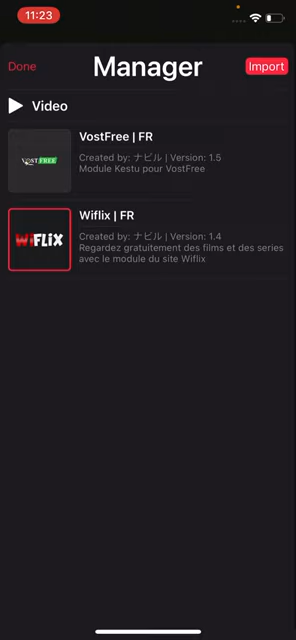 11:23
Done
Manager
Import
Video
VOSTFREE
VostFree | FR
Created by: ナビル | Version: 1.5
Module Kestu pour VostFree
WIFLIX
Wiflix | FR
Created by: ナビル | Version: 1.4
Regardez gratuitement des films et des series
avec le module du site Wiflix